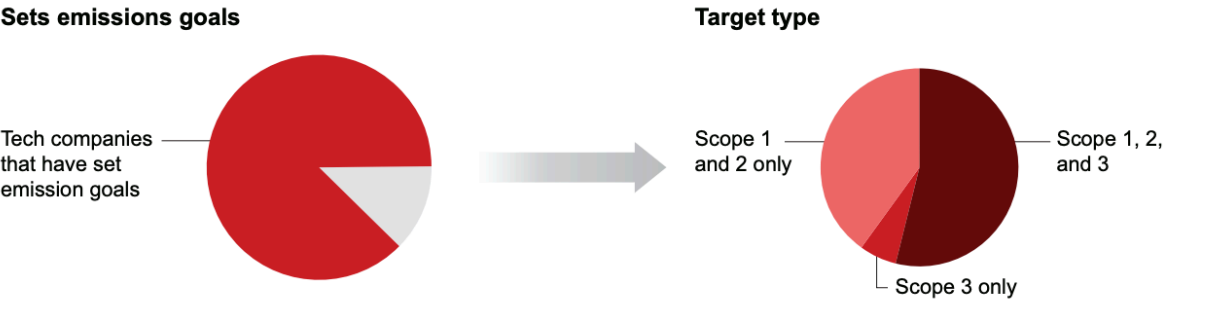 Sets emissions goals
Target type
Tech companies
that have set
emission goals
Scope 1
and 2 only
Scope 1, 2,
and 3
Scope 3 only